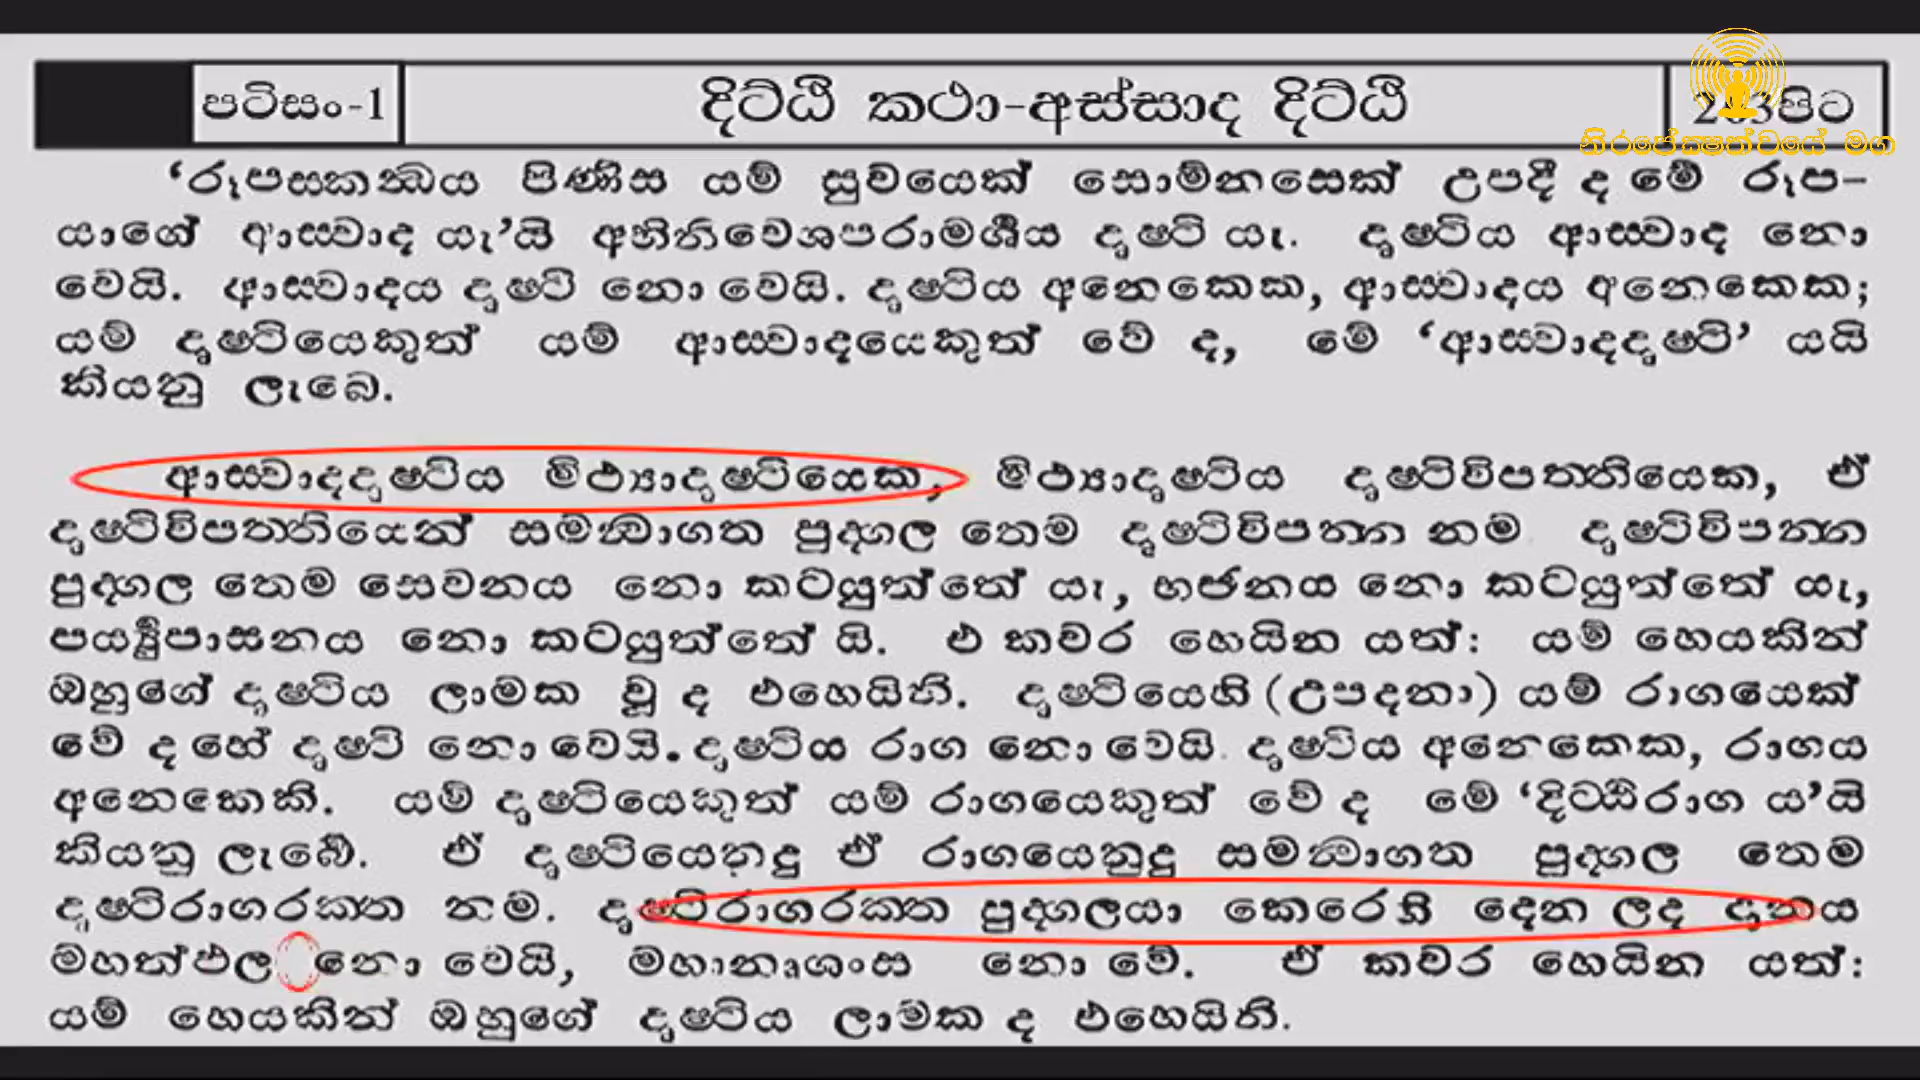 පටිසං-1
දිට්ඨි කථා-අස්සාද දිට්ඨි
පිට
නිරපේක්‍ෂත්වයේ මග
‘රූපස්කන්ධය පිණිස යම් සුවයෙක් සොම්නසෙක් උපදී ද මේ රූප-
යාගේ ආස්වාද යැ’යි අභිනිවෙශපරාමර්ශය දෘෂ්ටි යැ. දෘෂ්ටිය ආස්වාද නො
වෙයි. ආස්වාදය දෘෂ්ටි නො වෙයි. දෘෂ්ටිය අනෙකෙක, ආස්වාදය අනෙකෙක;
යම් දෘෂ්ටියෙකුත් යම් ආස්වාදයෙකුත් වේ ද, මේ ‘ආස්වාදදෘෂ්ටි’ යයි
කියනු ලැබෙ.
ආස්වාදදෘෂ්ටිය මිථ්‍යාදෘෂ්ටියෙක, මිථ්‍යාදෘෂ්ටිය දෘෂ්ටිවිපත්තියෙක, ඒ
දෘෂ්ටිවිපත්තියෙන් සමන්වාගත පුද්ගල තෙම දෘෂ්ටිවිපන්න නම. දෘෂ්ටිවිපන්න
පුද්ගල තෙම සෙවනය නො කටයුත්තේ යැ, භජනය නො කටයුත්තේ යැ,
පර්‍ය්‍යුපාසනය නො කටයුත්තේ යි. එ කවර හෙයින යත්: යම් හෙයකින්
ඔහුගේ දෘෂ්ටිය ලාමක වූ ද එහෙයිනි. දෘෂ්ටියෙහි (උපදනා) යම් රාගයෙක්
වේ ද හේ දෘෂ්ටි නො වෙයි. දෘෂ්ටිය රාග නො වෙයි. දෘෂ්ටිය අනෙකෙක, රාගය
අනෙකෙකි. යම් දෘෂ්ටියෙකුත් යම් රාගයෙකුත් වේ ද මේ ‘දිට්ඨිරාග ය’යි
කියනු ලැබේ. ඒ දෘෂ්ටියෙනුදු ඒ රාගයෙනුදු සමන්වාගත පුද්ගල තෙම
දෘෂ්ටිරාගරක්ත නම. දෘෂ්ටිරාගරක්ත පුද්ගලයා කෙරෙහි දෙන ලද දානය
මහත්ඵල නො වෙයි, මහානෘශංස නො වේ. ඒ කවර හෙයින යත්:
යම් හෙයකින් ඔහුගේ දෘෂ්ටිය ලාමක ද එහෙයිනි.